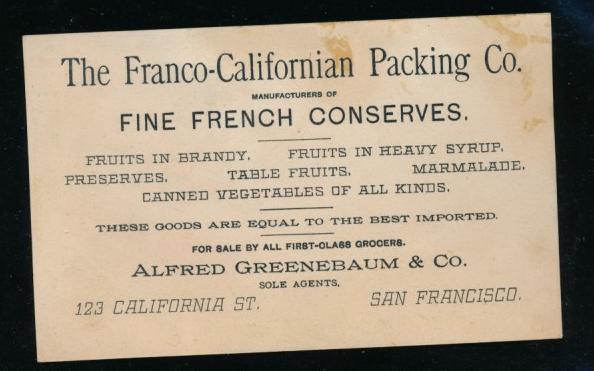 The Franco-Californian Packing Co.
MANUFACTURERS OF
FINE FRENCH CONSERVES.
FRUITS IN BRANDY. FRUITS IN HEAVY SYRUP.
PRESERVES. TABLE FRUITS. MARMALADE.
CANNED VEGETABLES OF ALL KINDS.
THESE GOODS ARE EQUAL TO THE BEST IMPORTED.
FOR SALE BY ALL FIRST-CLASS GROCERS.
ALFRED GREENEBAUM & CO.
SOLE AGENTS,
123 CALIFORNIA ST. SAN FRANCISCO.